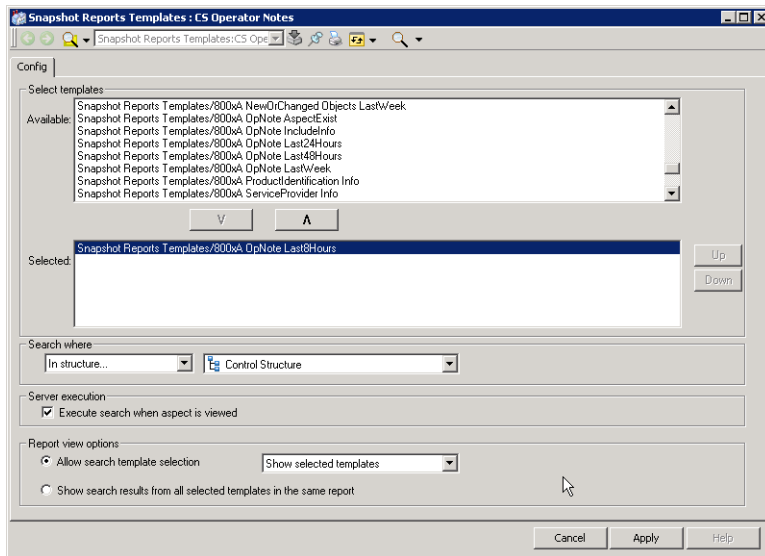 Snapshot Reports Templates : CS Operator Notes
Snapshot Reports Templates:CS Ope
Config
Select templates
Available:
Snapshot Reports Templates/800xA NewOrChanged Objects LastWeek
Snapshot Reports Templates/800xA OpNote AspectExist
Snapshot Reports Templates/800xA OpNote IncludeInfo
Snapshot Reports Templates/800xA OpNote Last24Hours
Snapshot Reports Templates/800xA OpNote Last48Hours
Snapshot Reports Templates/800xA OpNote LastWeek
Snapshot Reports Templates/800xA ProductIdentification Info
Snapshot Reports Templates/800xA ServiceProvider Info
V Λ
Selected:
Snapshot Reports Templates/800xA OpNote Last8Hours
Up
Down
Search where
In structure... Control Structure
Server execution
Execute search when aspect is viewed
Report view options
Allow search template selection Show selected templates
Show search results from all selected templates in the same report
Cancel Apply Help